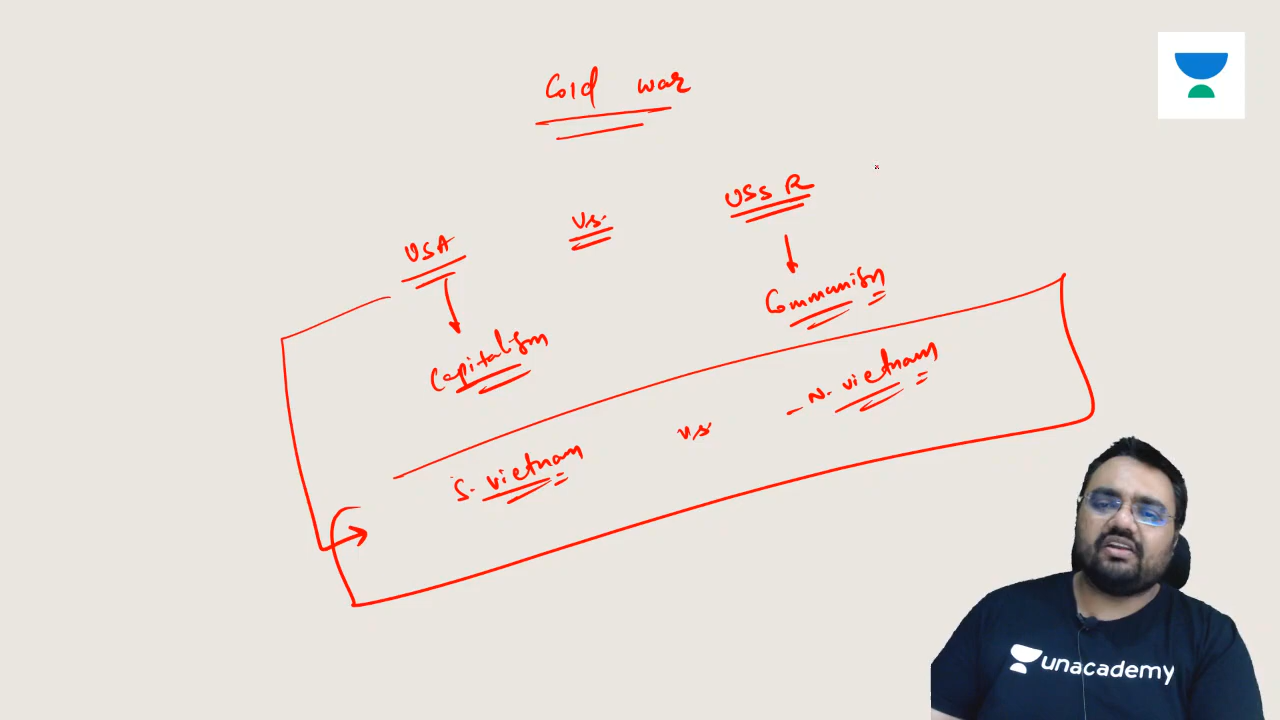 Cold war
USA vs. USSR
Capitalism Communism
S. Vietnam vs N. Vietnam
unacademy